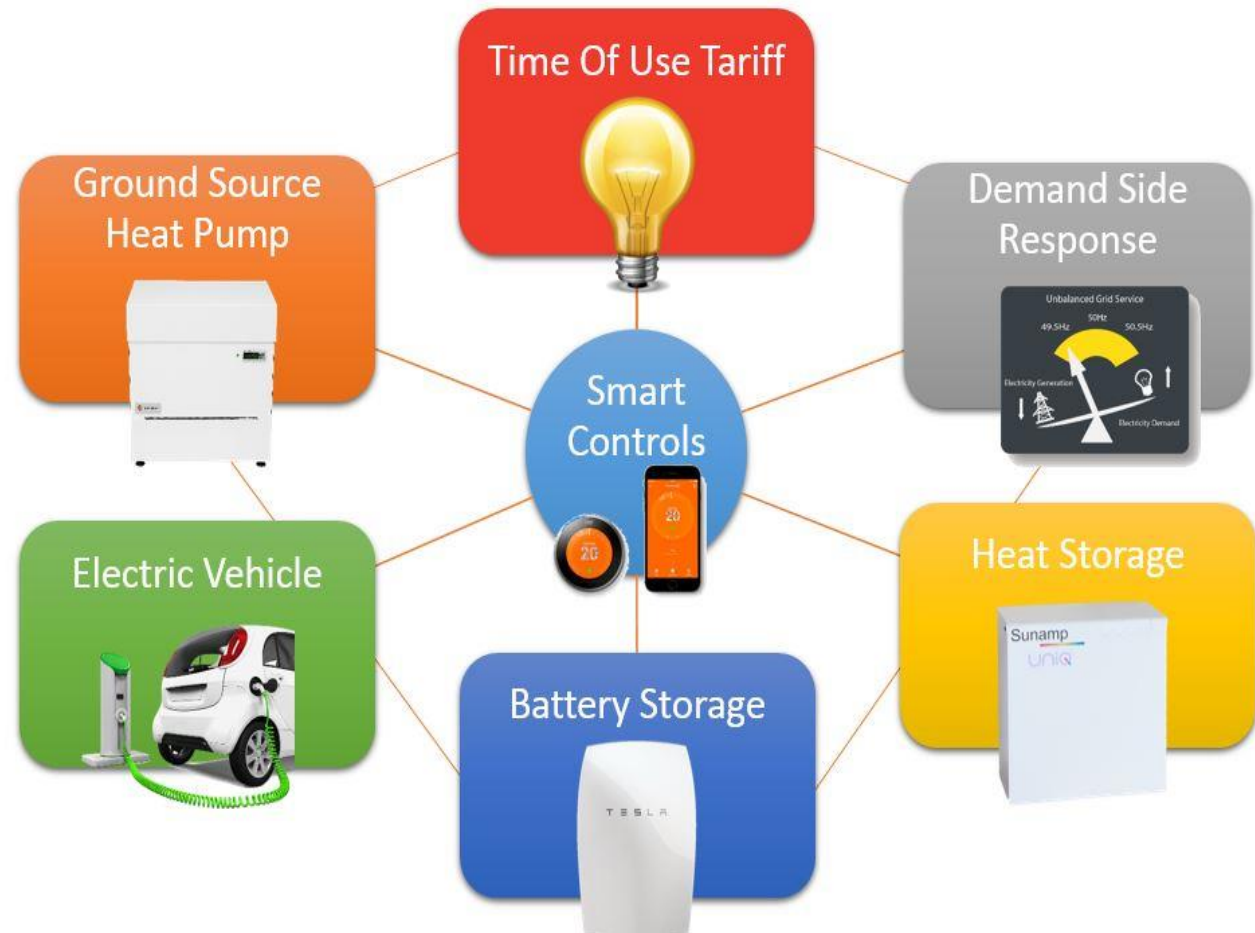 Time Of Use Tariff
Ground Source
Heat Pump
Demand Side
Response
Unbalanced Grid Service
50Hz
49.5Hz
50.5Hz
Electricity Generation
Electricity Demand
Smart
Controls
20
20
Electric Vehicle
Heat Storage
Sunamp
UniQ
Battery Storage
TESLA